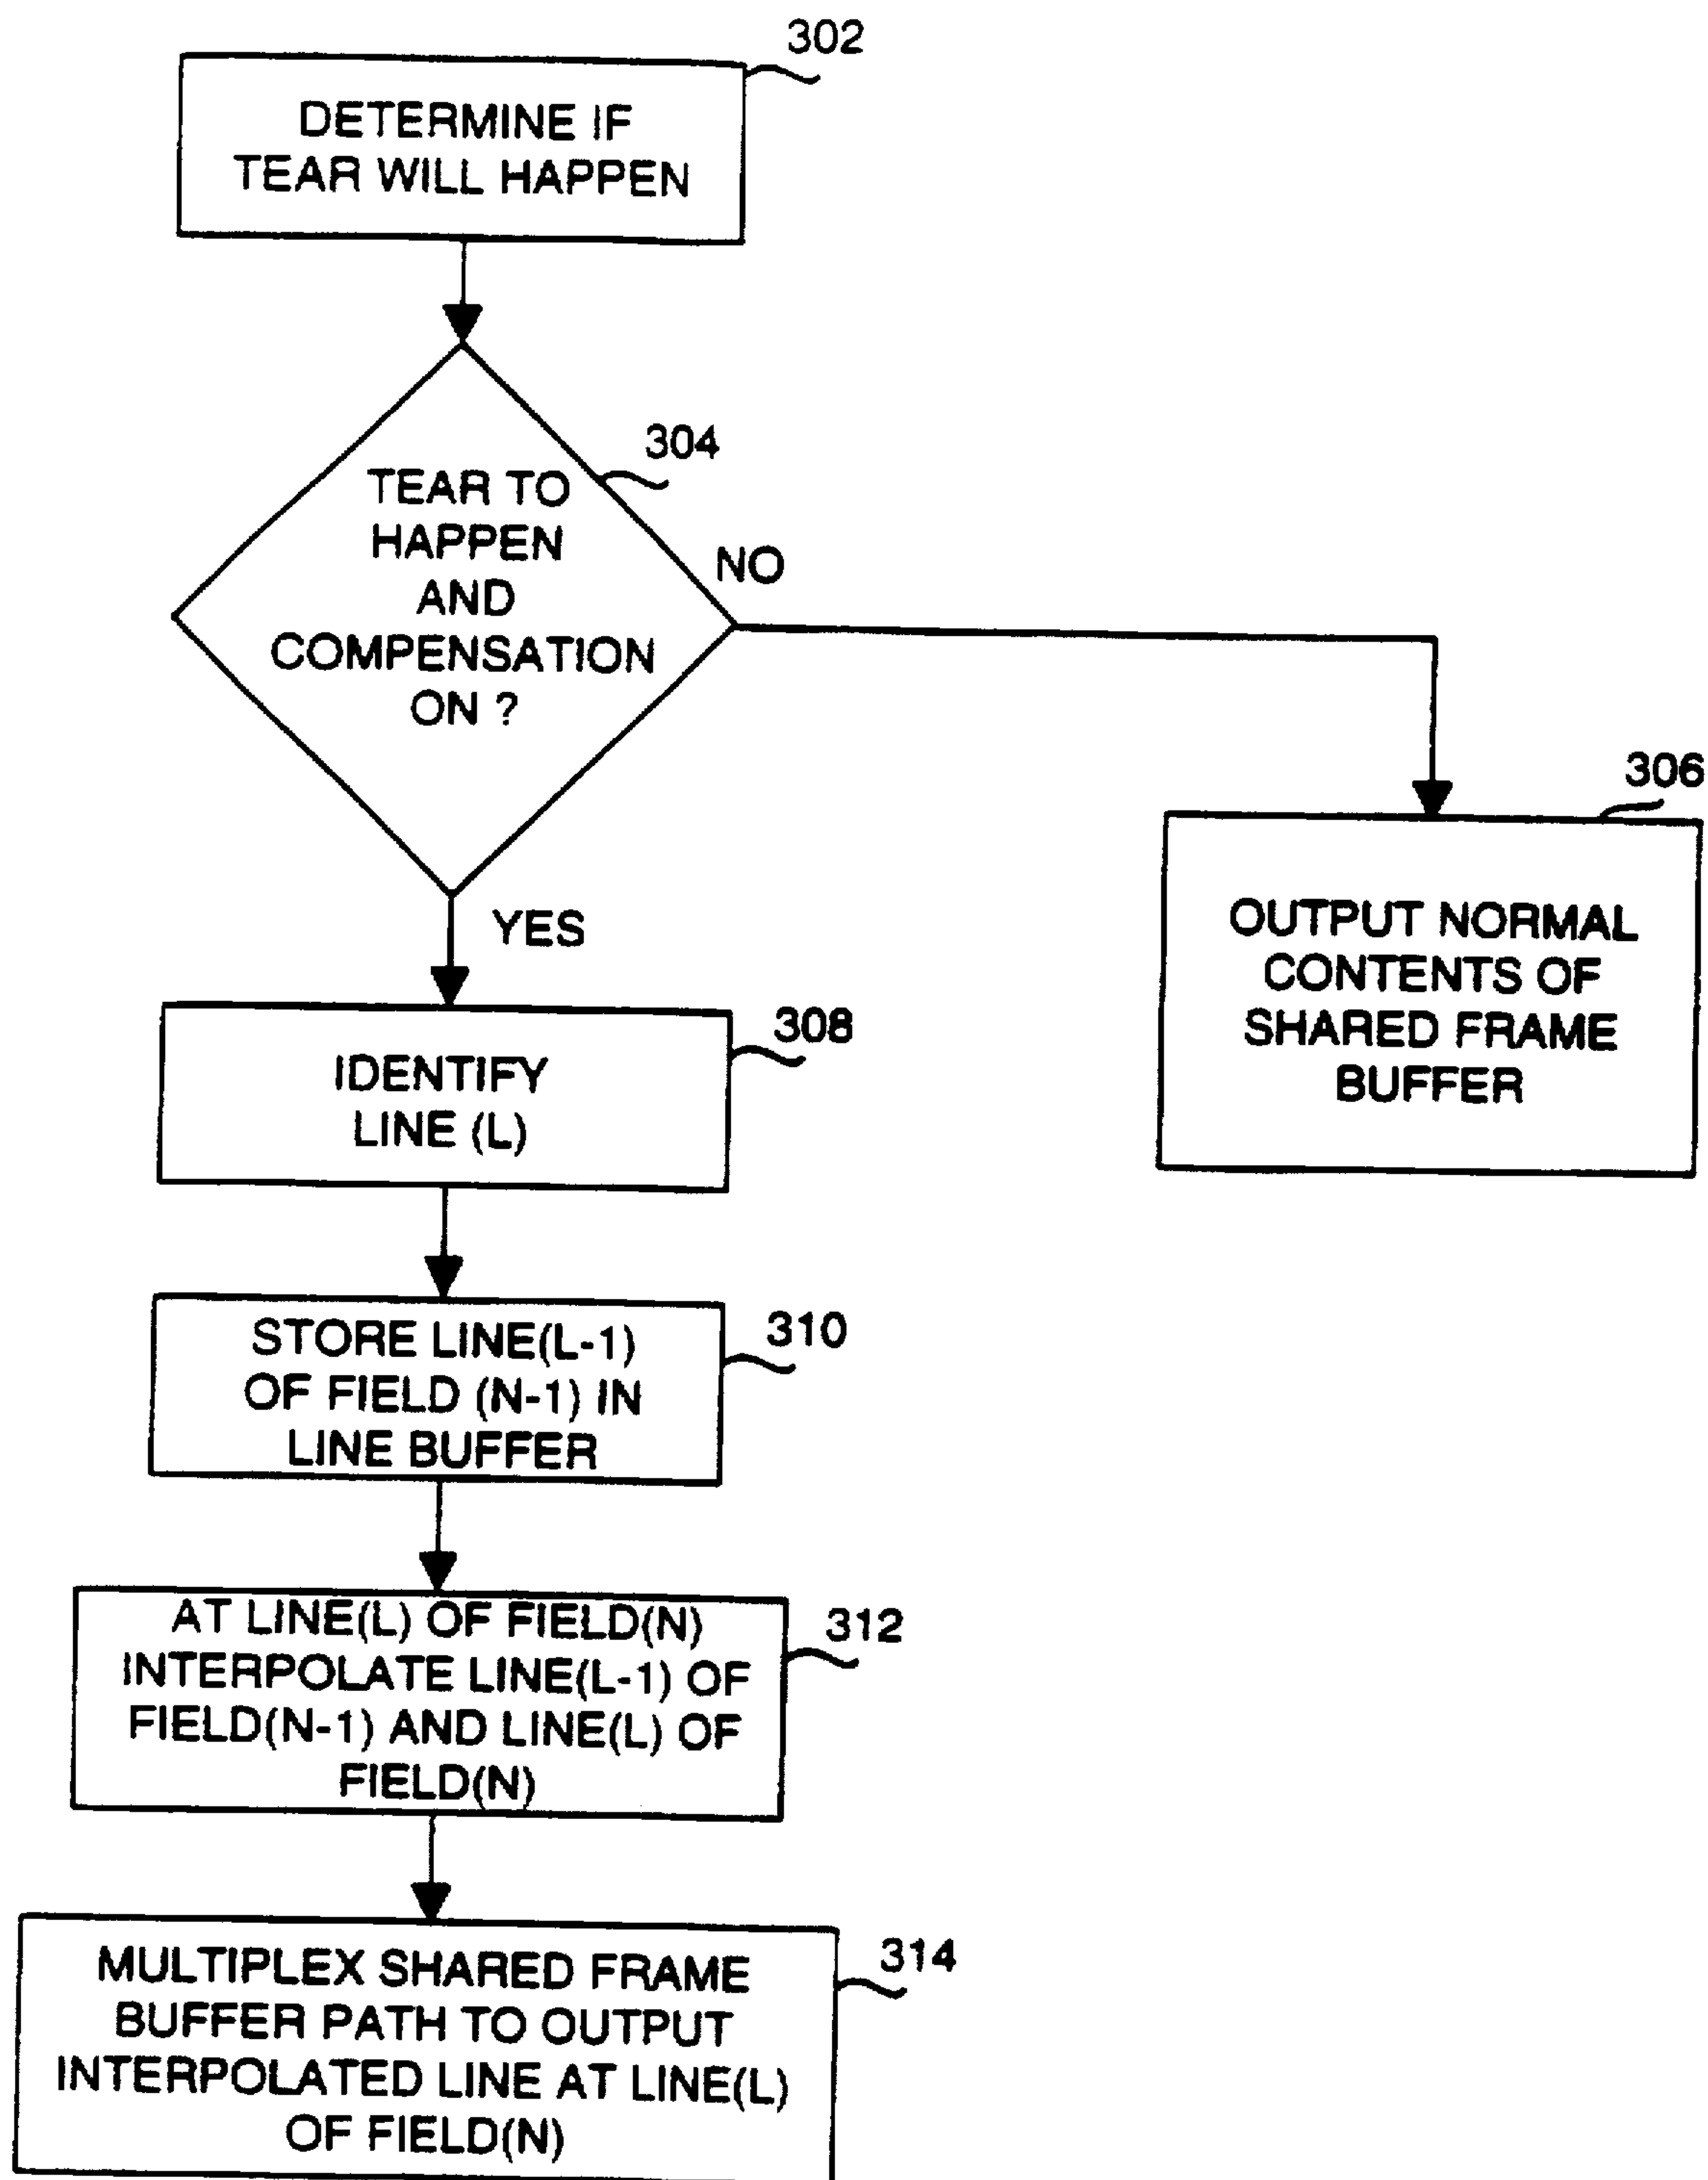 302
DETERMINE IF
TEAR WILL HAPPEN
304
TEAR TO
HAPPEN
AND
COMPENSATION
ON ?
NO
YES
306
OUTPUT NORMAL
CONTENTS OF
SHARED FRAME
BUFFER
308
IDENTIFY
LINE (L)
310
STORE LINE(L-1)
OF FIELD (N-1) IN
LINE BUFFER
312
AT LINE(L) OF FIELD(N)
INTERPOLATE LINE(L-1) OF
FIELD(N-1) AND LINE(L) OF
FIELD(N)
314
MULTIPLEX SHARED FRAME
BUFFER PATH TO OUTPUT
INTERPOLATED LINE AT LINE(L)
OF FIELD(N)